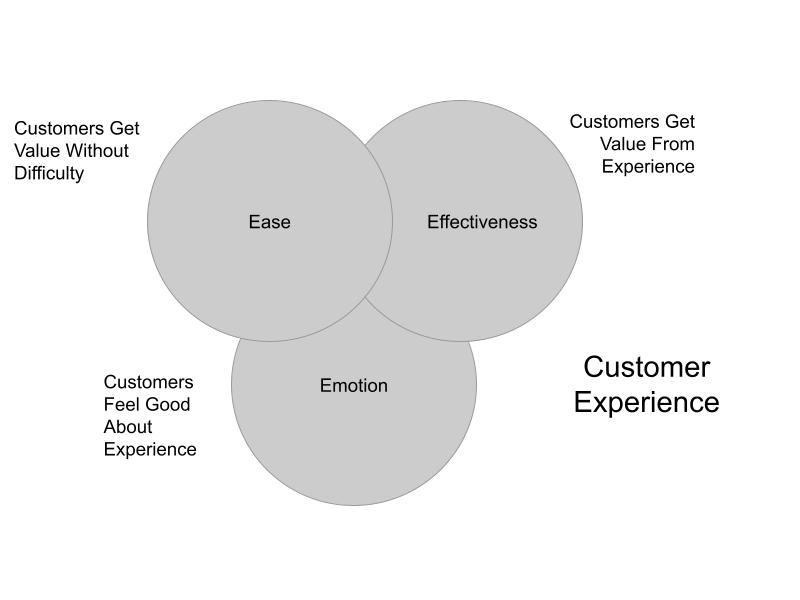 Customers Get
Value Without
Difficulty
Customers Get
Value From
Experience
Ease
Effectiveness
Customer
Experience
Customers
Feel Good
About
Experience
Emotion